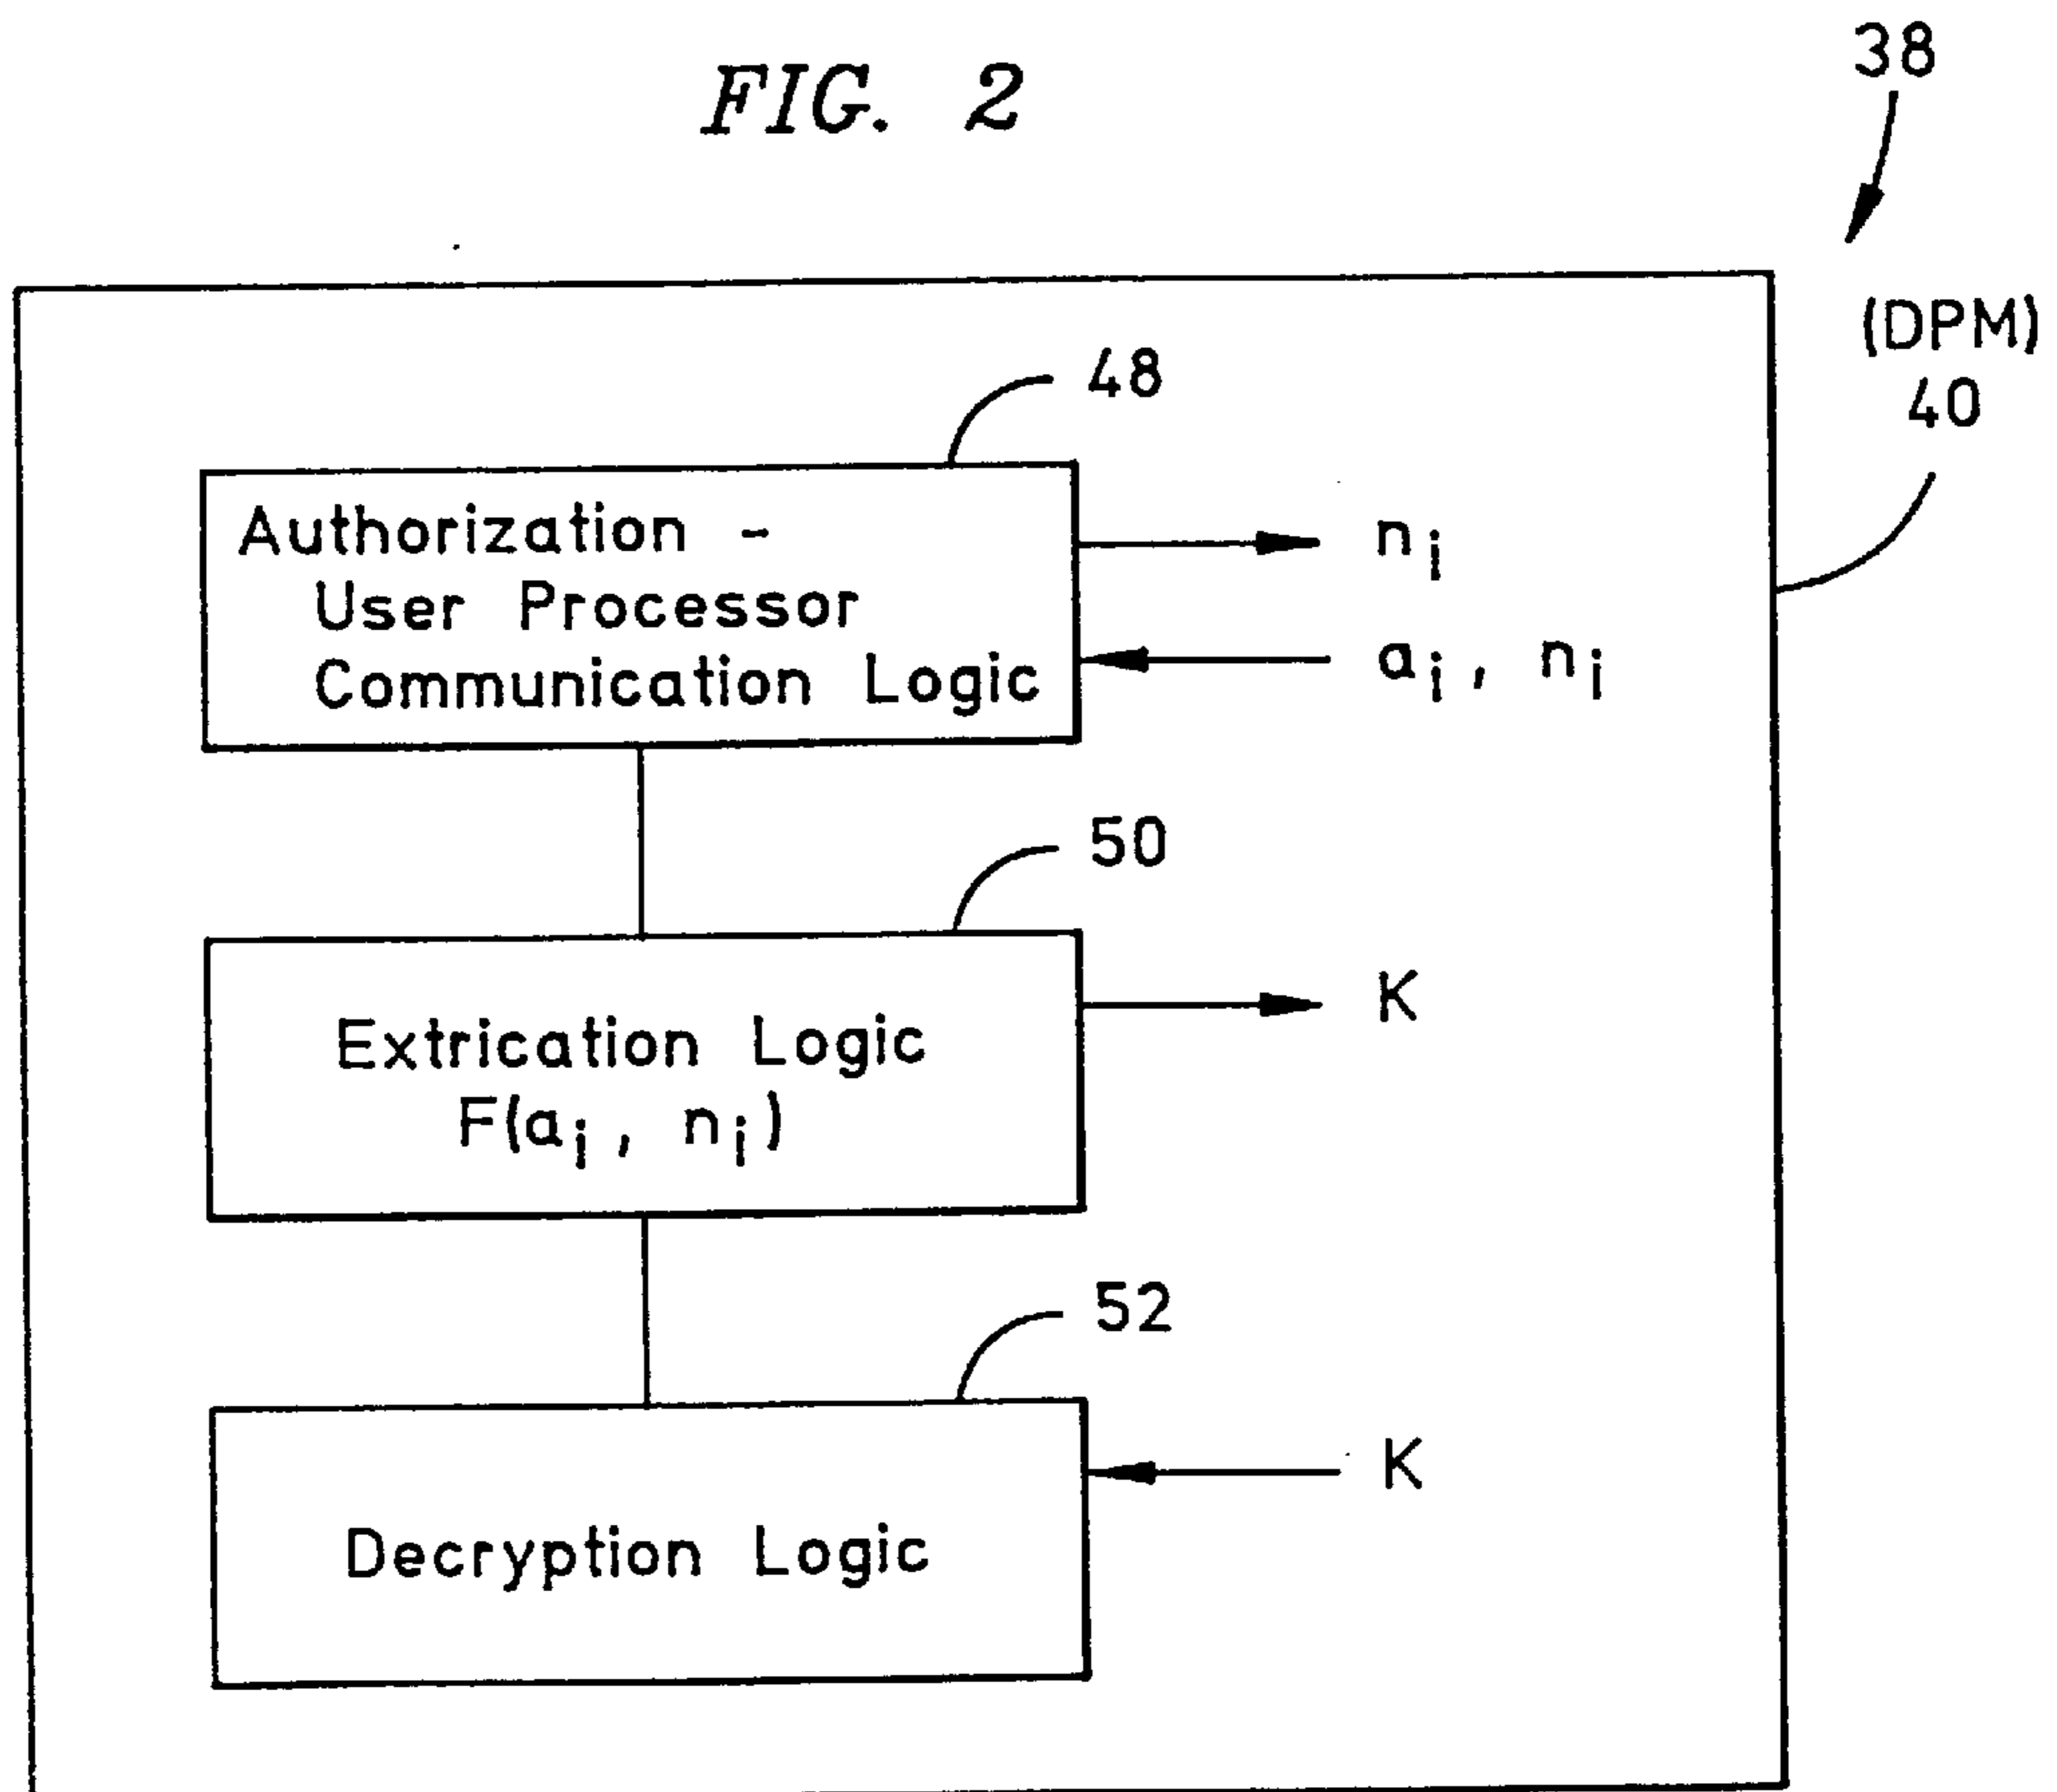 FIG. 2
38
(DPM)
40
48
Authorization -
User Processor
Communication Logic
nᵢ
aᵢ, nᵢ
50
Extrication Logic
F(aᵢ, nᵢ)
K
52
Decryption Logic
K